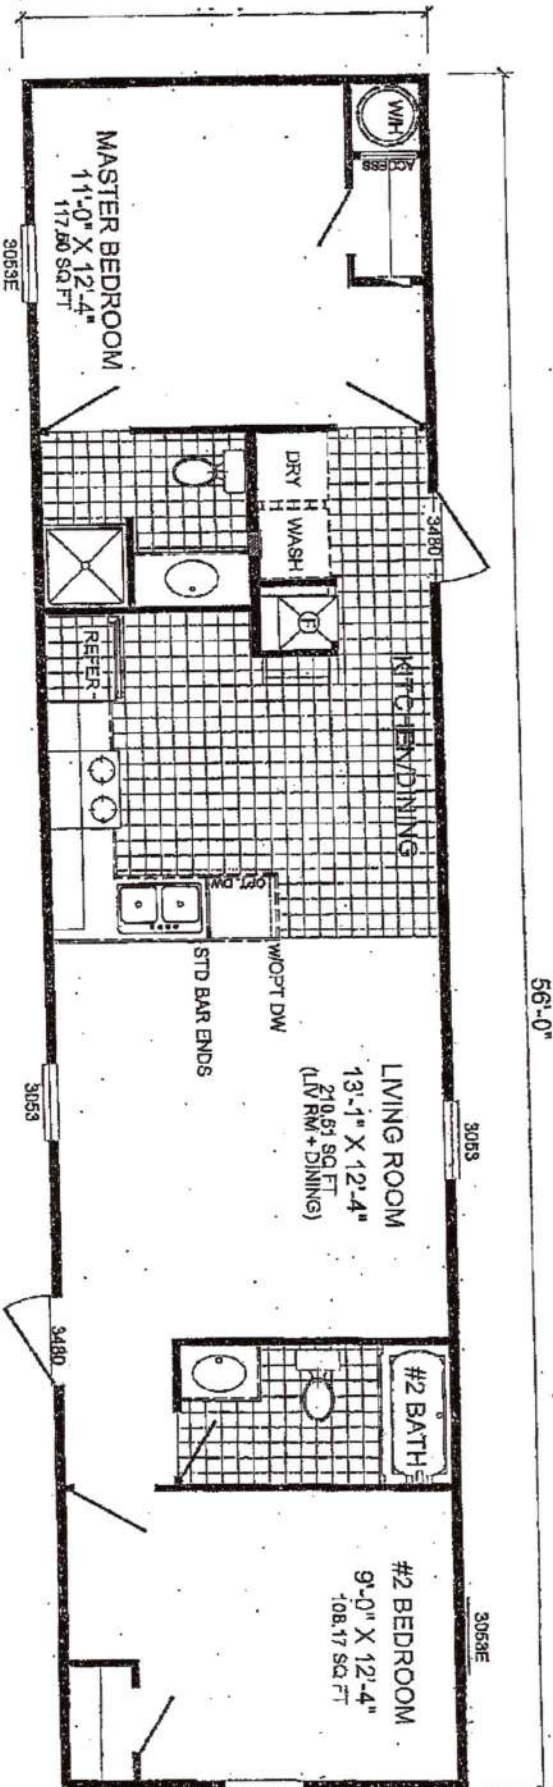 56'-0"
W/H
ACCESS
MASTER BEDROOM
11'-0" X 12'-4"
117.60 SQ FT
3053E
DRY
WASH
3480
F
REFER
KITCHEN/DINING
OPT. DW
W/OPT DW
STD BAR ENDS
LIVING ROOM
13'-1" X 12'-4"
210.61 SQ FT
(LIV RM + DINING)
3053
3053
3480
#2 BATH
#2 BEDROOM
9'-0" X 12'-4"
108.17 SQ FT
3053E